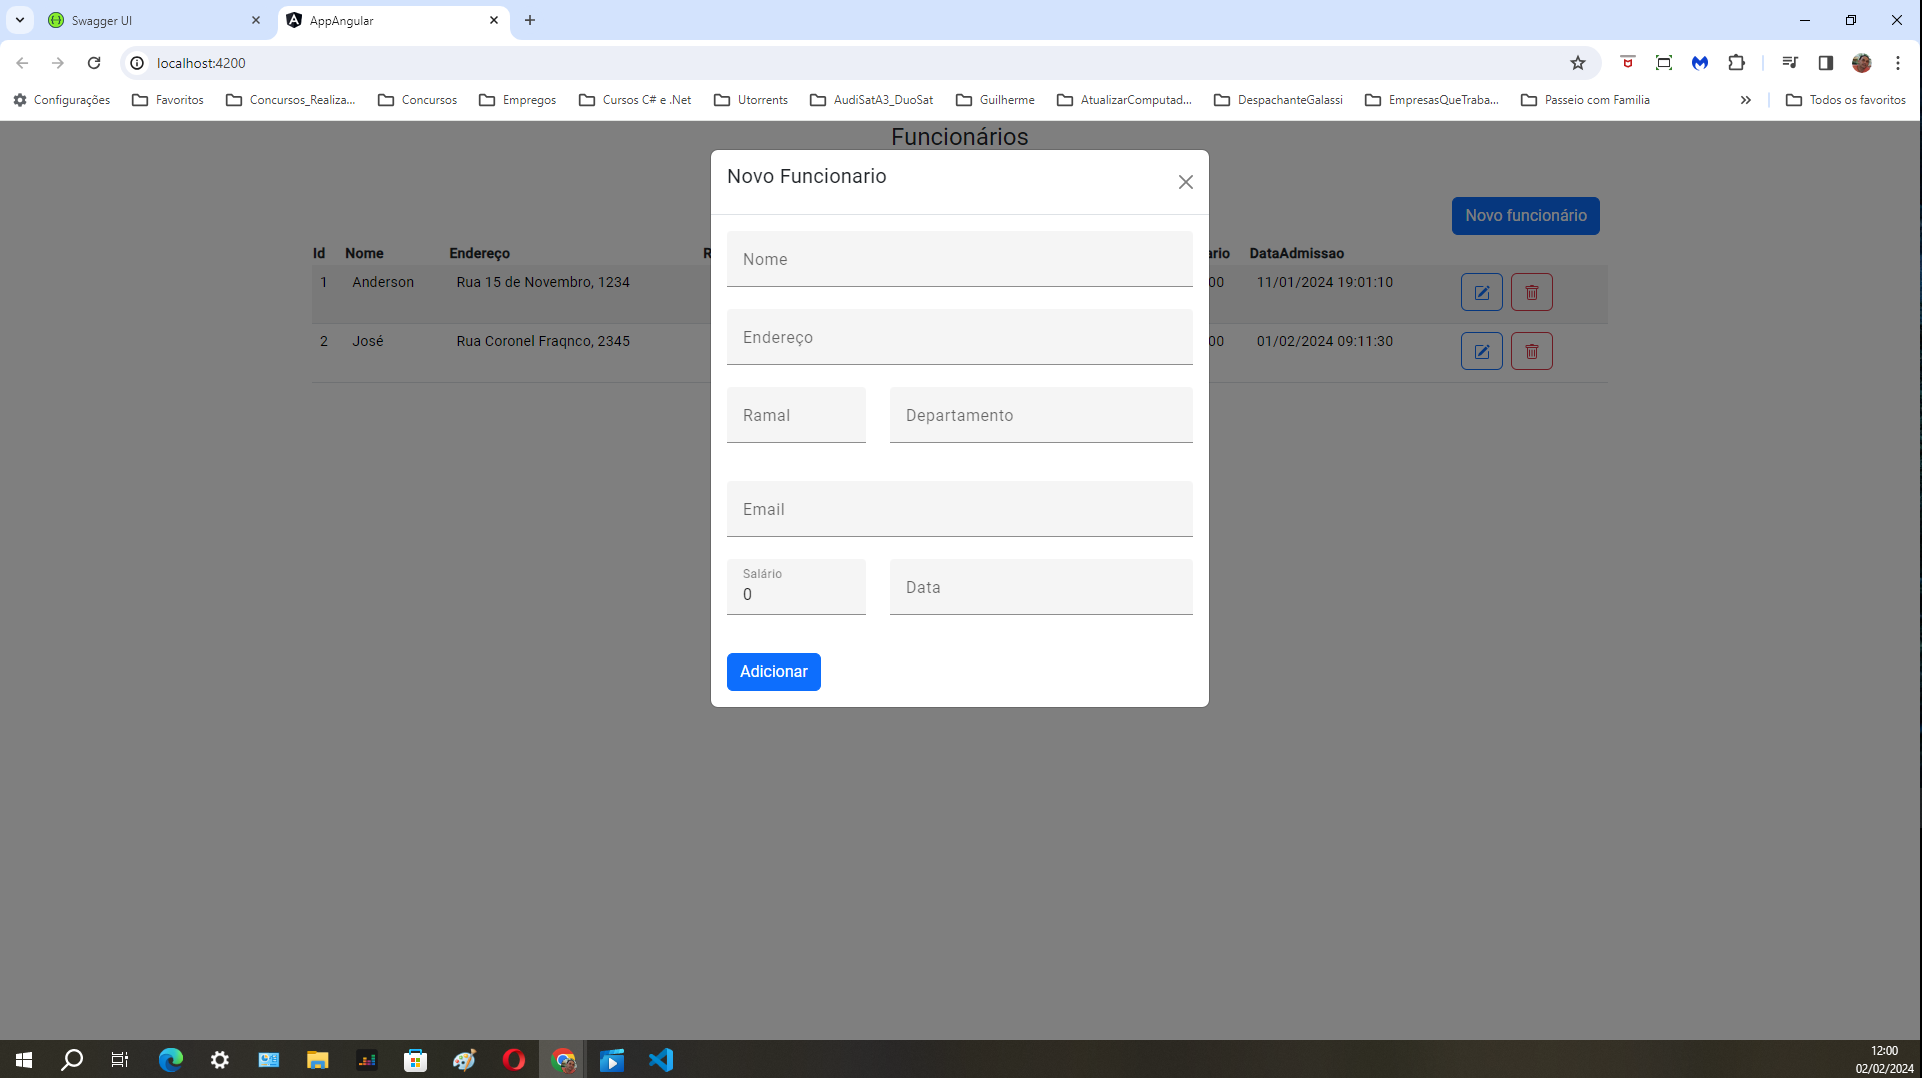 Swagger UI
AppAngular
localhost:4200
Configurações
Favoritos
Concursos_Realiza...
Concursos
Empregos
Cursos C# e .Net
Utorrents
AudiSatA3_DuoSat
Guilherme
AtualizarComputad...
DespachanteGalassi
EmpresasQueTraba...
Passeio com Familia
Todos os favoritos
Funcionários
Novo funcionário
Id Nome Endereço R ario DataAdmissao
1 Anderson Rua 15 de Novembro, 1234 00 11/01/2024 19:01:10
2 José Rua Coronel Fraqnco, 2345 00 01/02/2024 09:11:30
Novo Funcionario
Nome
Endereço
Ramal Departamento
Email
Salário
0 Data
Adicionar
12:00
02/02/2024